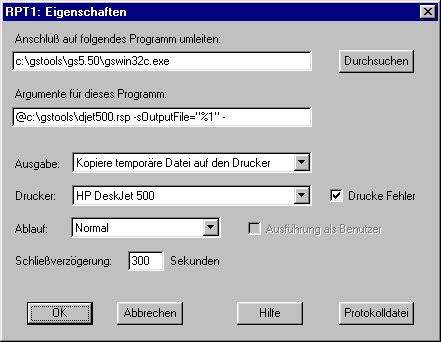 RPT1: Eigenschaften
Anschluß auf folgendes Programm umleiten:
c:\gstools\gs5.50\gswin32c.exe
Durchsuchen
Argumente für dieses Programm:
@c:\gstools\djet500.rsp -sOutputFile="%1" -
Ausgabe: Kopiere temporäre Datei auf den Drucker
Drucker: HP DeskJet 500 Drucke Fehler
Ablauf: Normal Ausführung als Benutzer
Schließverzögerung: 300 Sekunden
OK Abbrechen Hilfe Protokolldatei